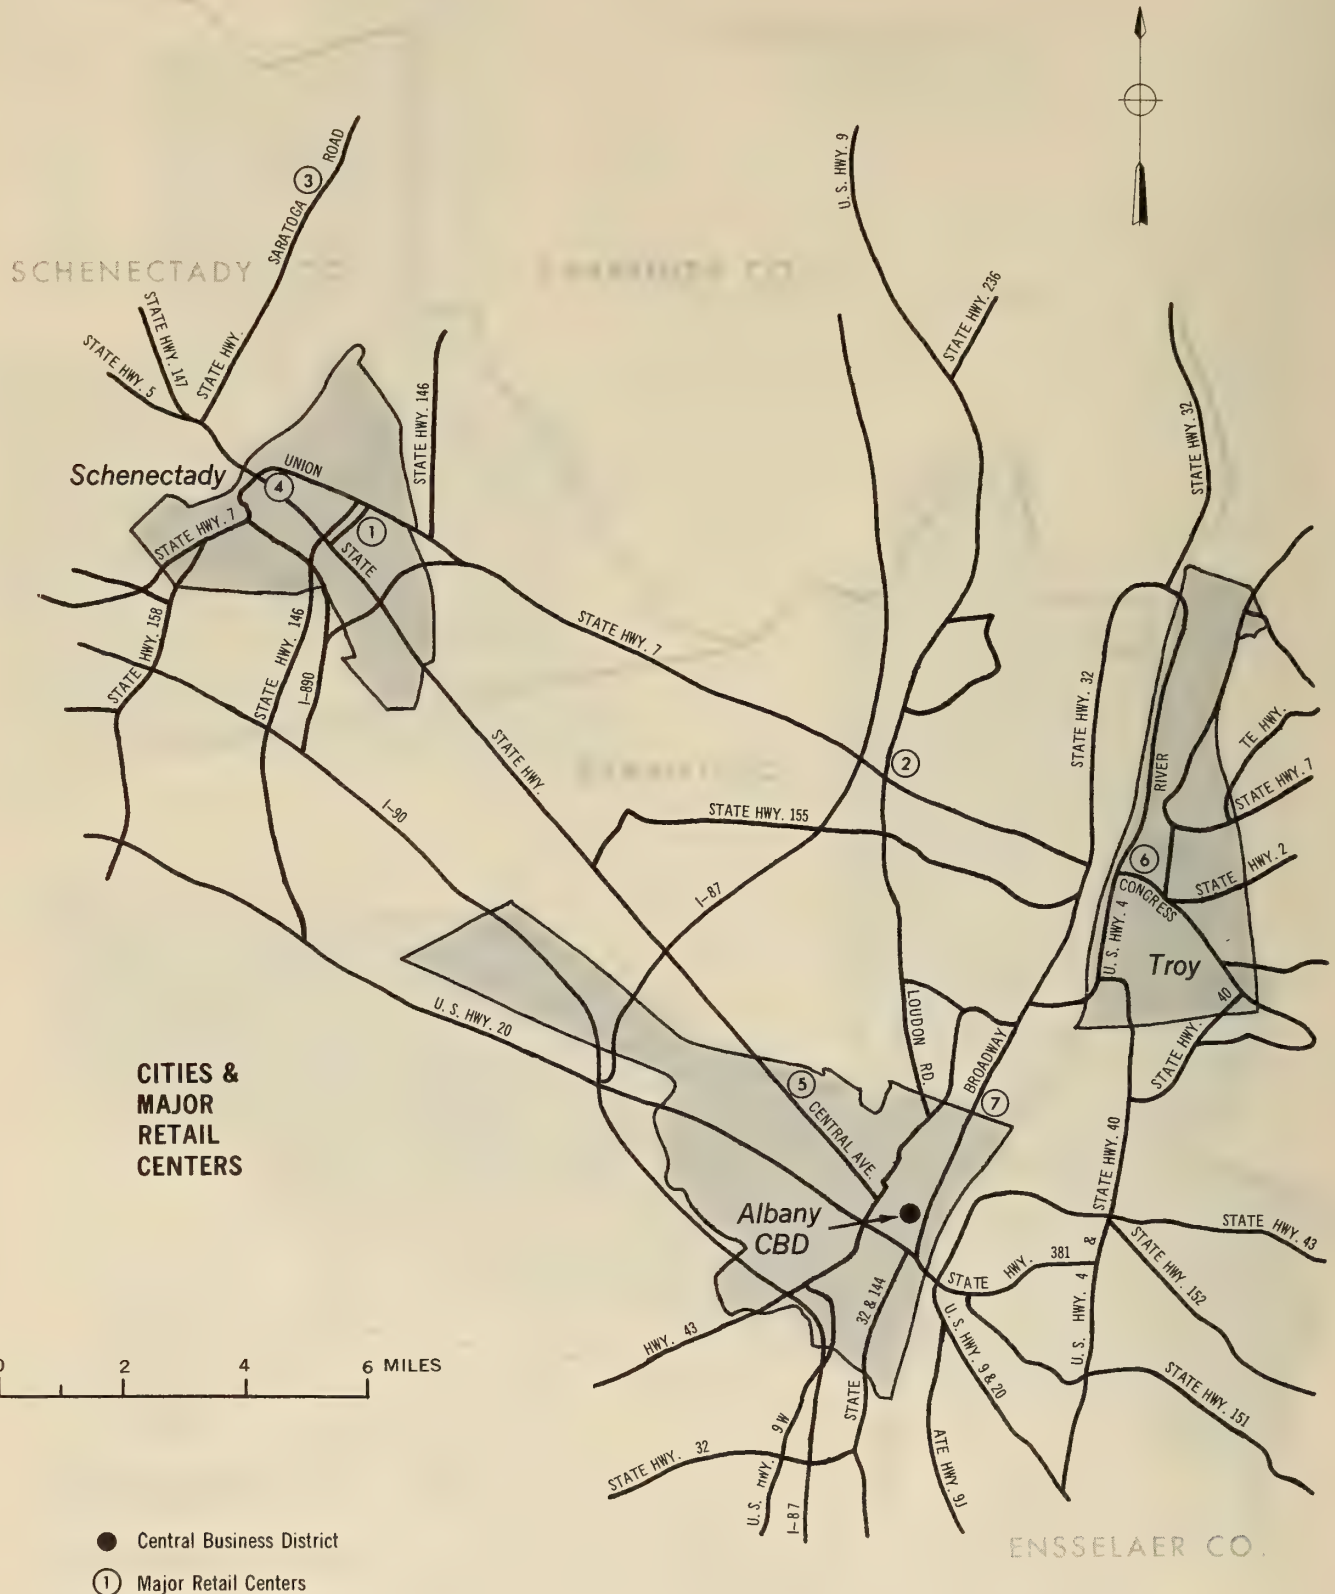 SARATOGA ROAD
3
U.S. HWY. 9
SCHENECTADY CO.
STATE HWY. 236
STATE HWY. 147
STATE HWY. 5
STATE HWY.
STATE HWY. 146
STATE HWY. 32
Schenectady
UNION
4
STATE HWY. 7
1
STATE
STATE HWY. 158
STATE HWY. 146
I-890
STATE HWY. 7
STATE HWY. 32
STATE HWY.
2
RIVER
TE HWY.
STATE HWY. 7
I-90
STATE HWY. 155
6
STATE HWY. 2
CONGRESS
I-87
U.S. HWY. 4
Troy
U.S. HWY. 20
LOUDON RD.
BROADWAY
STATE HWY. 40
CITIES &
MAJOR
RETAIL
CENTERS
5
CENTRAL AVE.
7
STATE HWY. 40
Albany
CBD
STATE HWY. 43
STATE HWY. 381
&
STATE HWY. 152
32 & 144
U.S. HWY. 4
HWY. 43
U.S. HWY. 9 & 20
STATE
STATE HWY. 151
0 2 4 6 MILES
STATE HWY. 32
U.S. HWY. 9W
I-87
ATE HWY. 9J
ENSSELAER CO.
Central Business District
1 Major Retail Centers